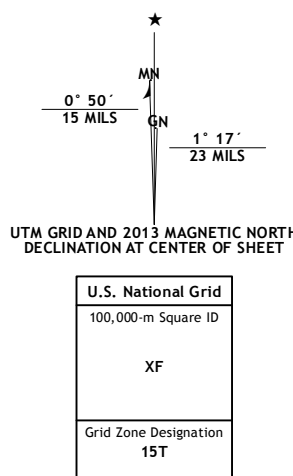 MN
0° 50´
15 MILS
GN
1° 17´
23 MILS
UTM GRID AND 2013 MAGNETIC NORTH
DECLINATION AT CENTER OF SHEET
U.S. National Grid
100,000-m Square ID
XF
Grid Zone Designation
15T